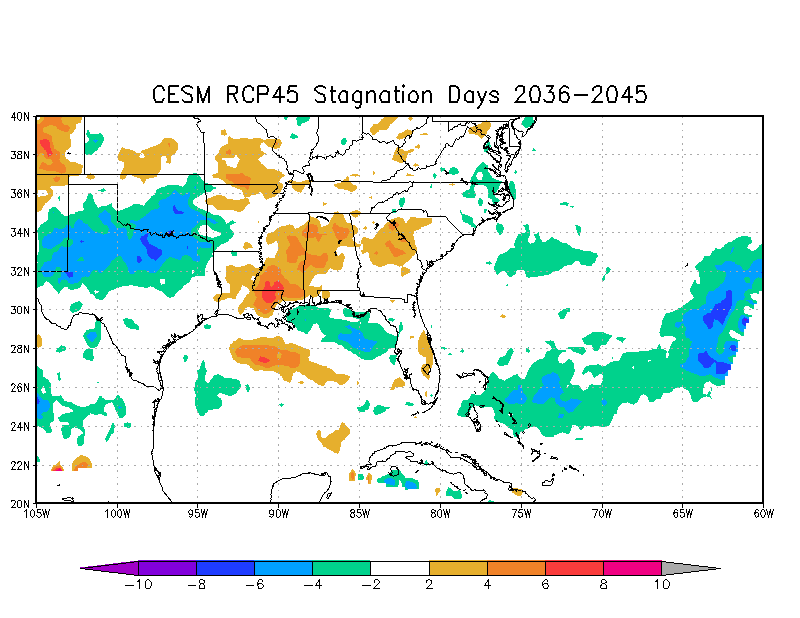 CESM RCP45 Stagnation Days 2036-2045
40N
38N
36N
34N
32N
30N
28N
26N
24N
22N
20N
105W 100W 95W 90W 85W 80W 75W 70W 65W 60W
-10 -8 -6 -4 -2 2 4 6 8 10